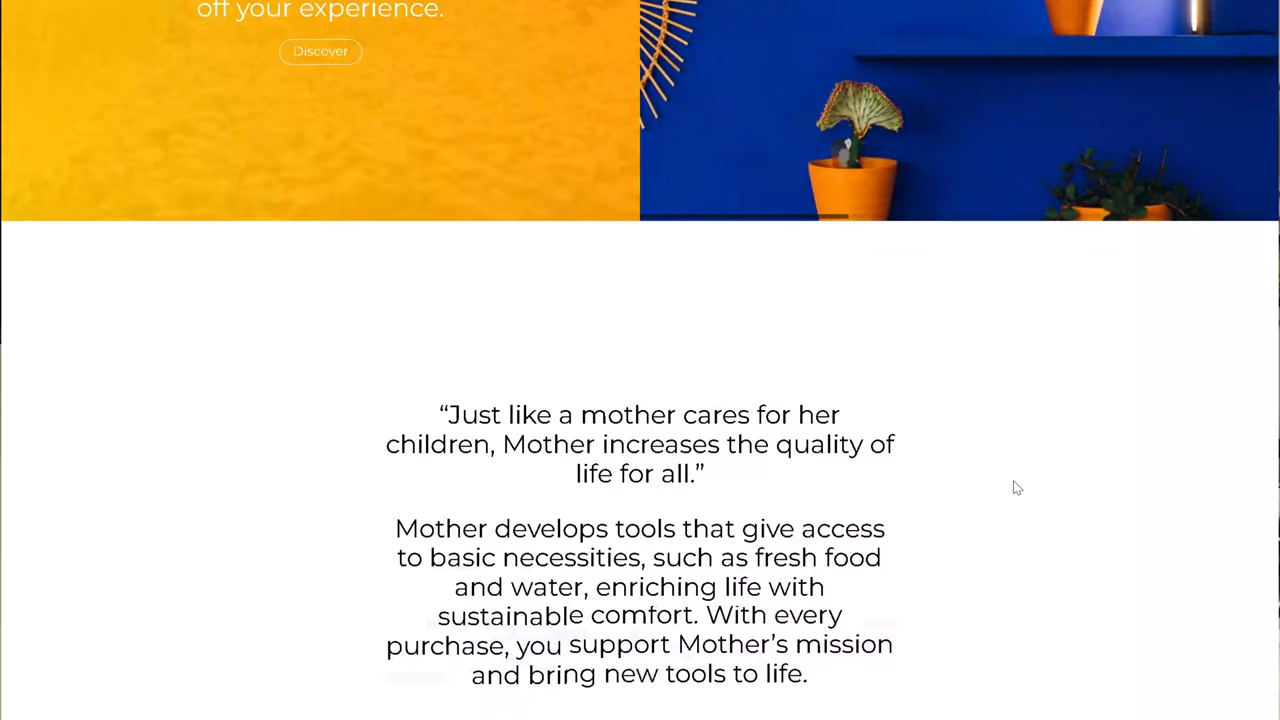 off your experience.
Discover
“Just like a mother cares for her
children, Mother increases the quality of
life for all.”
Mother develops tools that give access
to basic necessities, such as fresh food
and water, enriching life with
sustainable comfort. With every
purchase, you support Mother’s mission
and bring new tools to life.